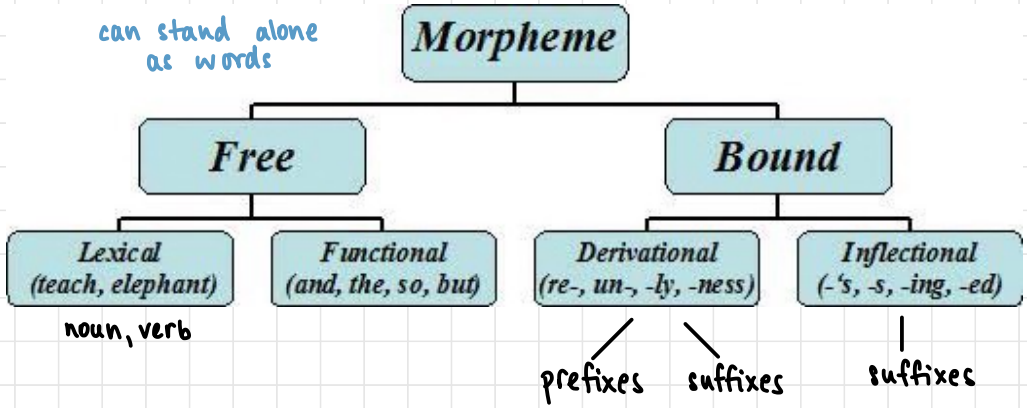 can stand alone
as words
Morpheme
Free
Bound
Lexical
(teach, elephant)
Functional
(and, the, so, but)
Derivational
(re-, un-, -ly, -ness)
Inflectional
(-'s, -s, -ing, -ed)
noun, verb
prefixes
suffixes
suffixes